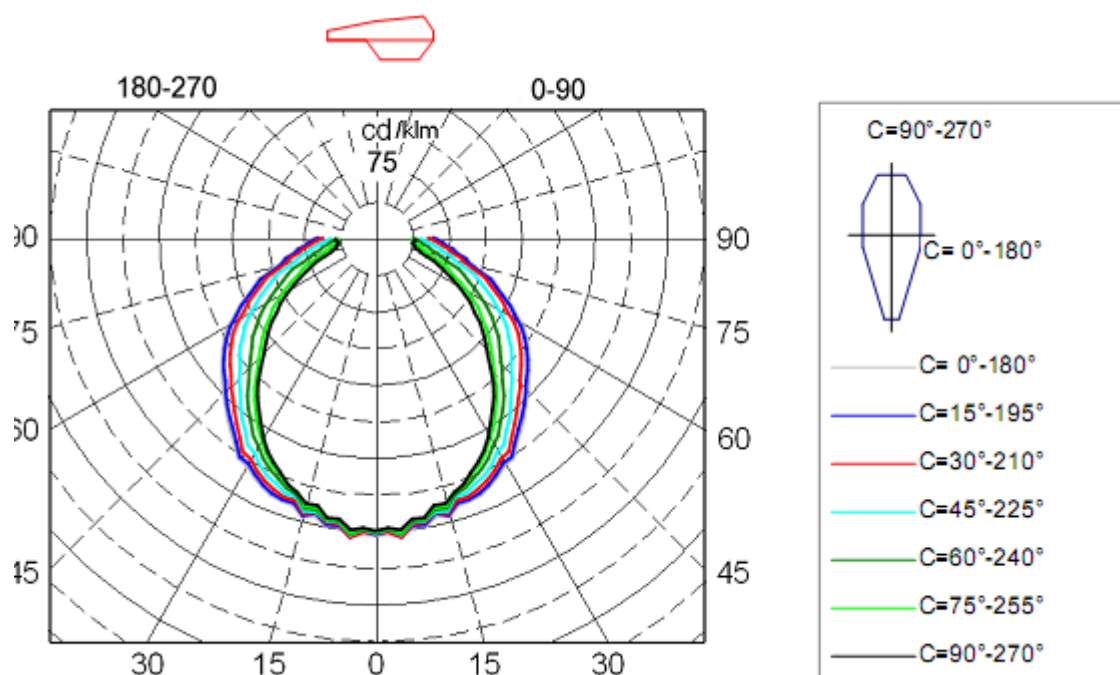 180-270 0-90
cd/klm
75
90 90
75 75
60 60
45 45
30 15 0 15 30
C=90°-270°
C= 0°-180°
C= 0°-180°
C=15°-195°
C=30°-210°
C=45°-225°
C=60°-240°
C=75°-255°
C=90°-270°